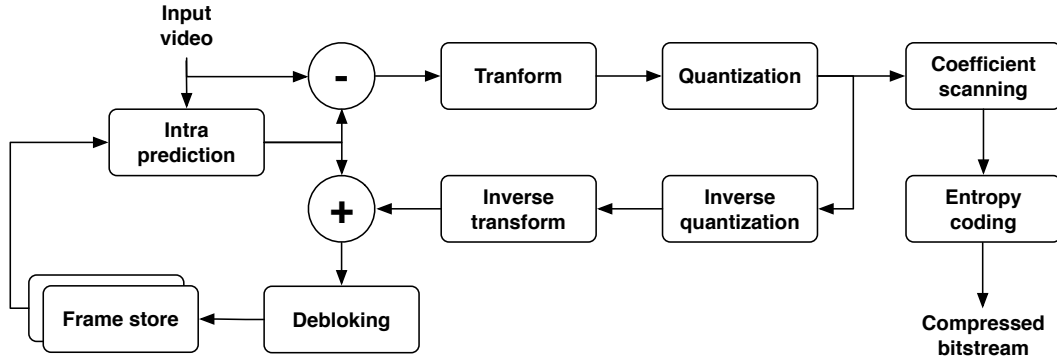 Input
video
-
Tranform
Quantization
Coefficient
scanning
Intra
prediction
+
Inverse
transform
Inverse
quantization
Entropy
coding
Frame store
Debloking
Compressed
bitstream